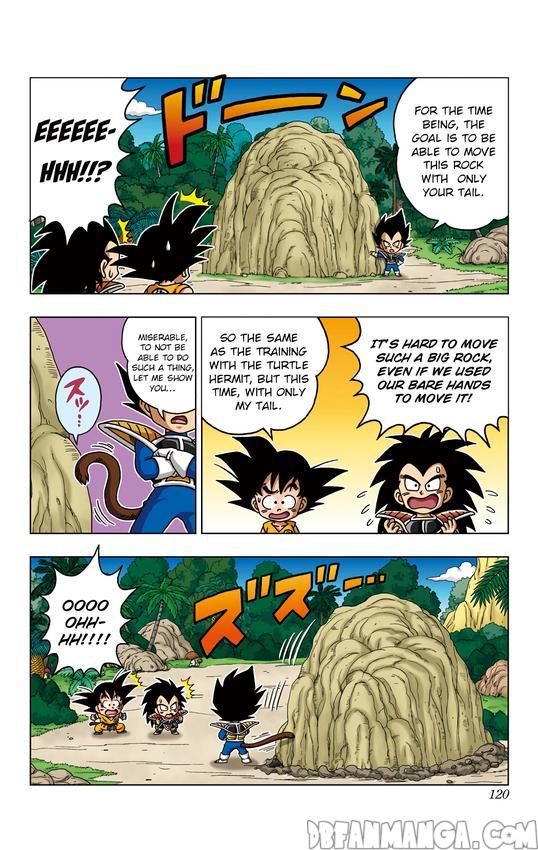 ドーン
FOR THE TIME
BEING, THE
GOAL IS TO BE
ABLE TO MOVE
THIS ROCK
WITH ONLY
YOUR TAIL.
EEEEEE-
HHH!!!?
IT'S HARD TO MOVE
SUCH A BIG ROCK,
EVEN IF WE USED
OUR BARE HANDS
TO MOVE IT!
SO THE SAME
AS THE TRAINING
WITH THE TURTLE
HERMIT, BUT THIS
TIME, WITH ONLY
MY TAIL.
MISERABLE,
TO NOT BE
ABLE TO DO
SUCH A THING,
LET ME SHOW
YOU...
スッ…
ズズ…
OOOO
OHH-
HH!!!!
120
DBFANMANGA.COM